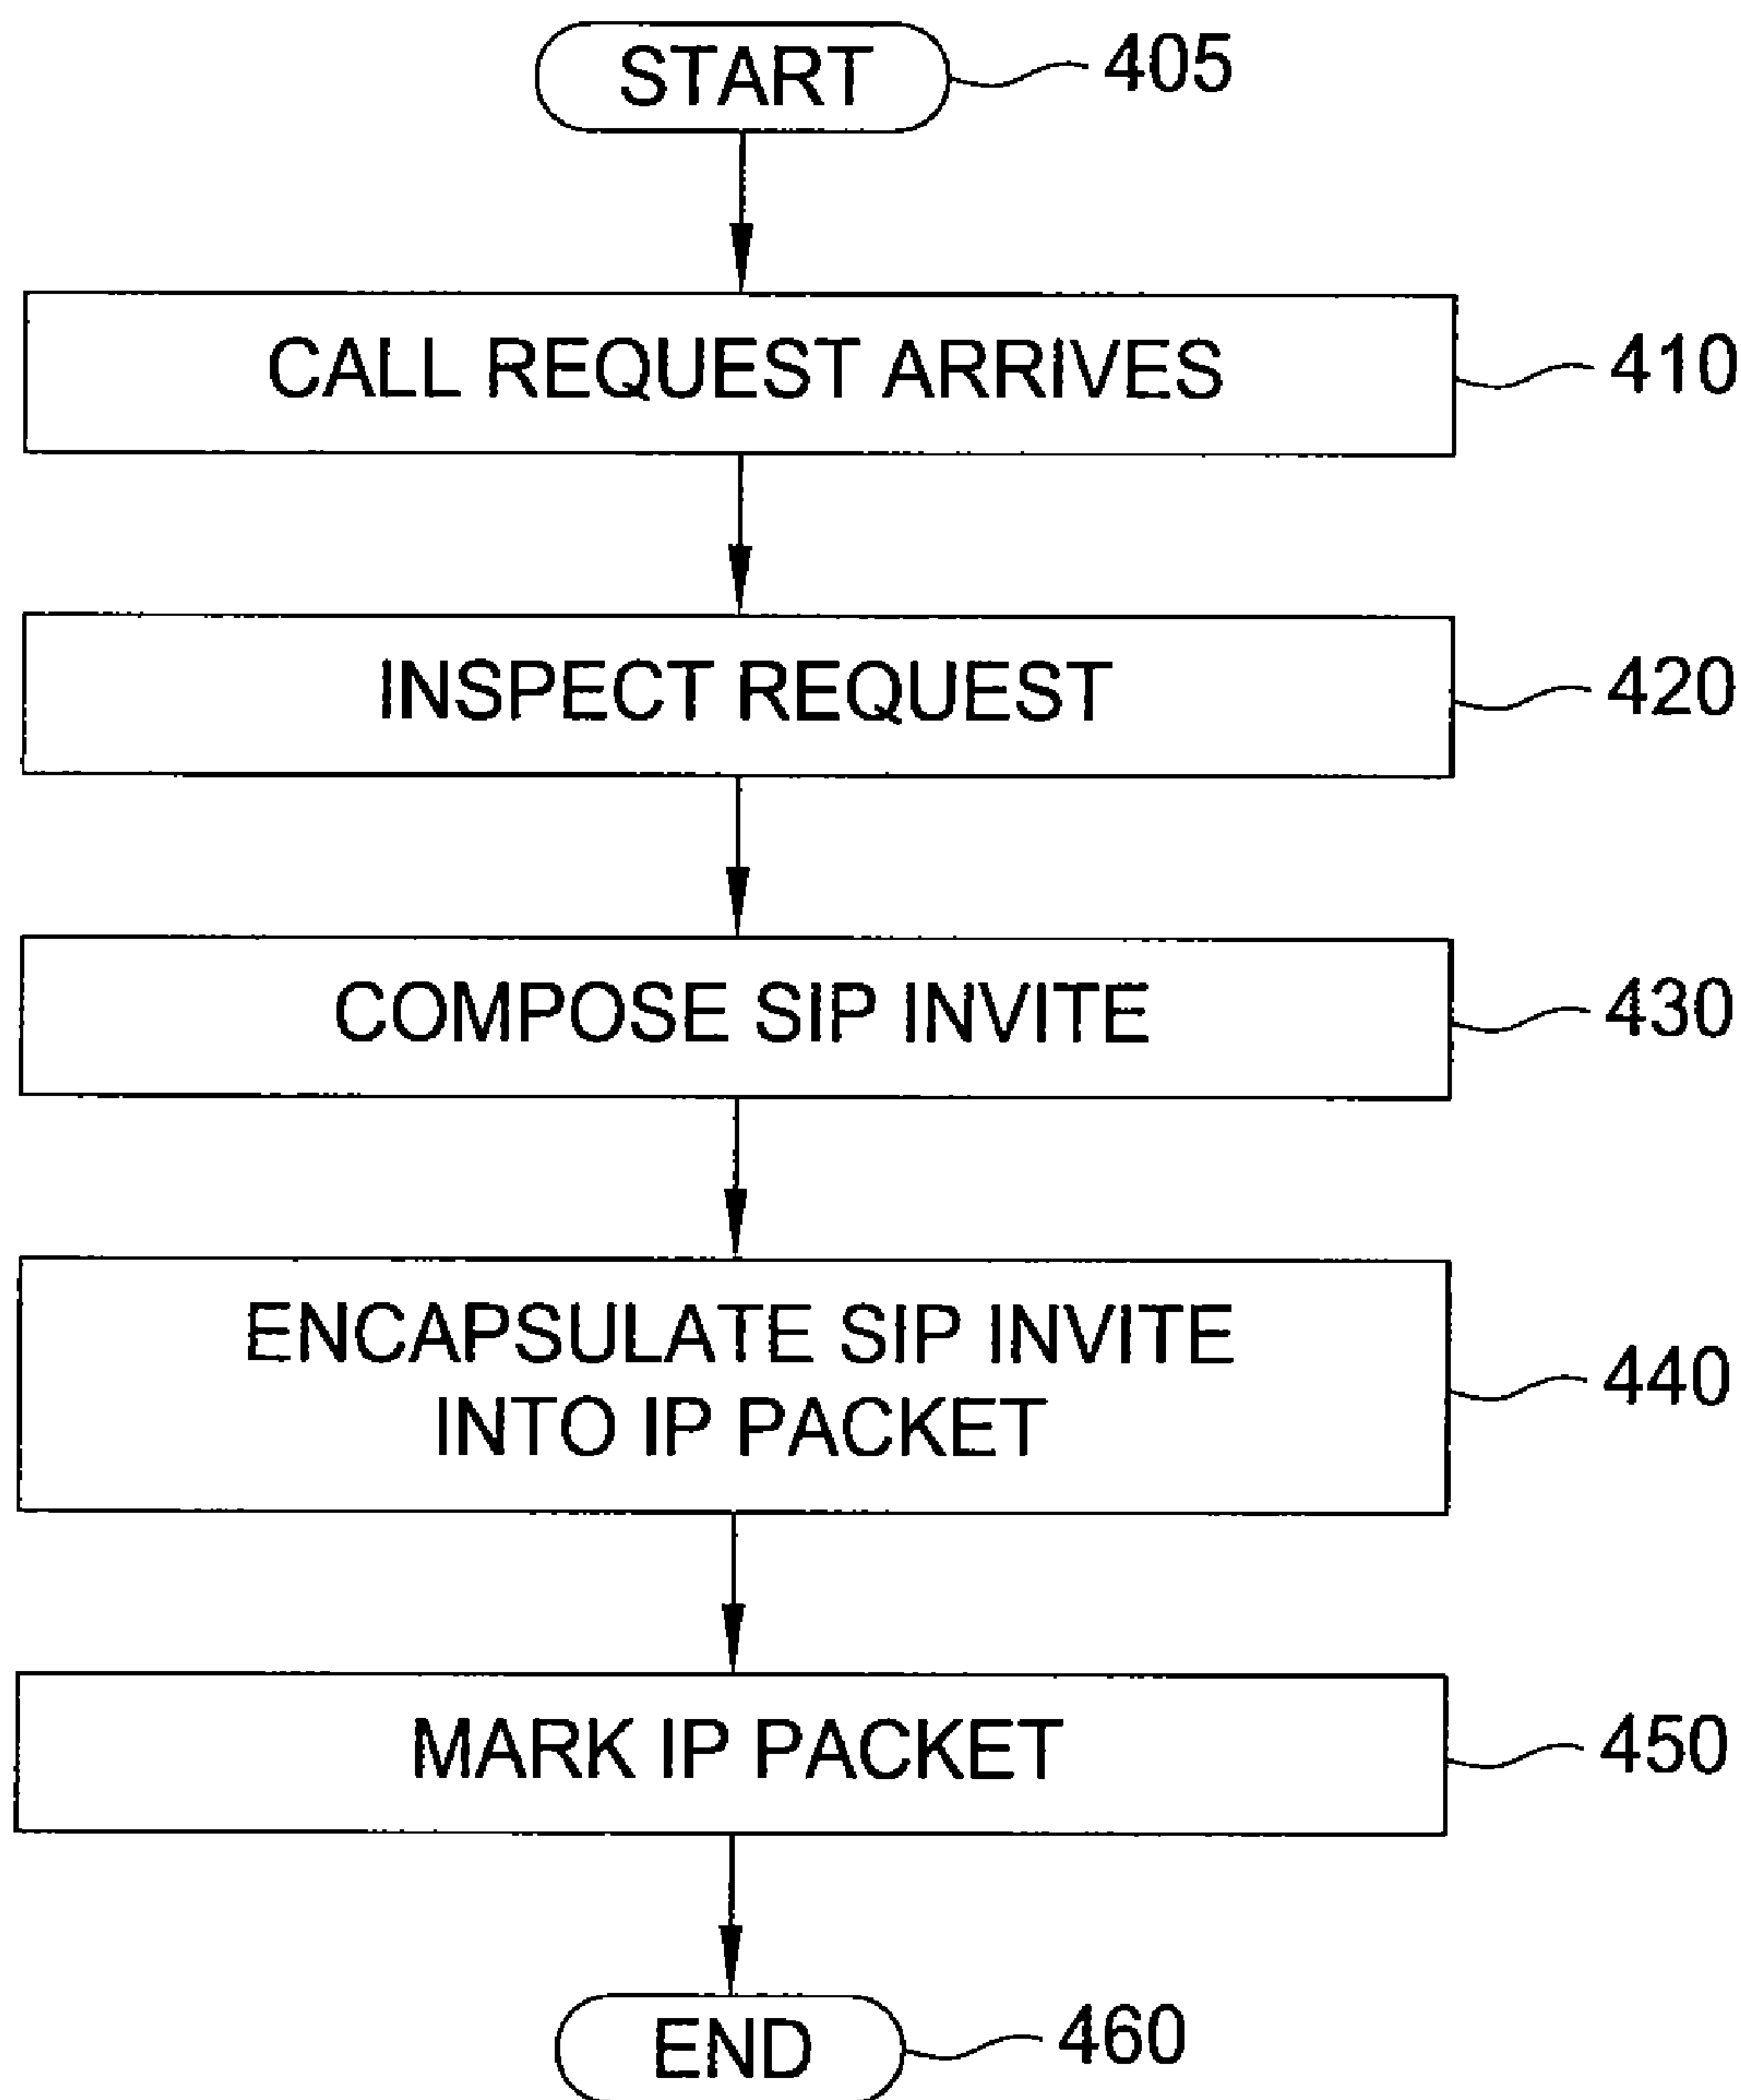 START 405
CALL REQUEST ARRIVES 410
INSPECT REQUEST 420
COMPOSE SIP INVITE 430
ENCAPSULATE SIP INVITE
INTO IP PACKET
440
MARK IP PACKET 450
END 460